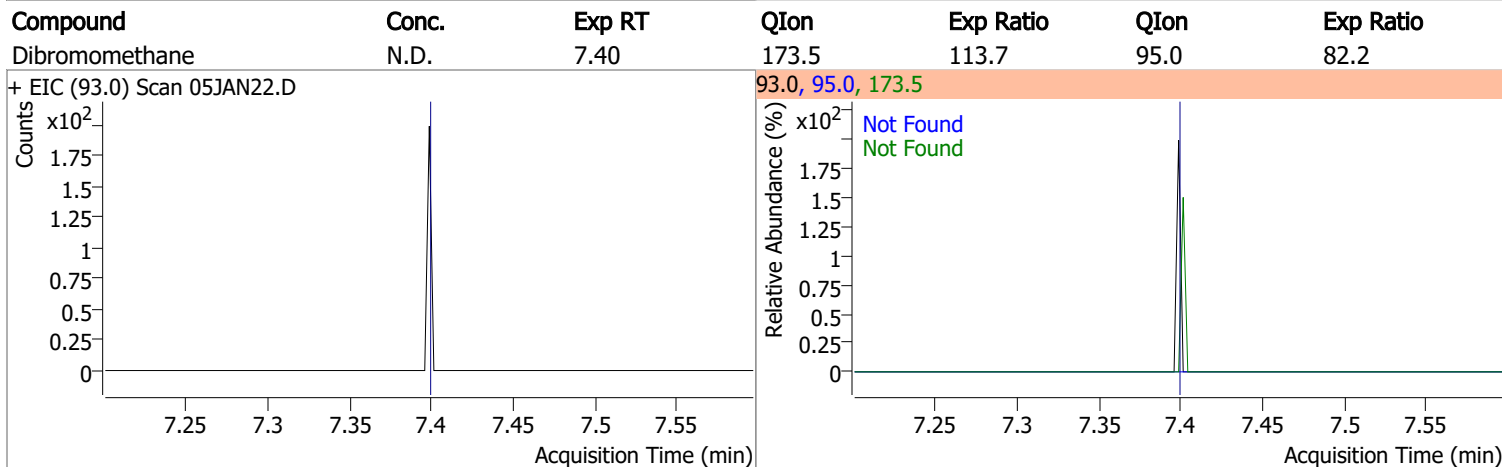 Compound Conc. Exp RT QIon Exp Ratio QIon Exp Ratio
Dibromomethane N.D. 7.40 173.5 113.7 95.0 82.2
+ EIC (93.0) Scan 05JAN22.D
Counts
x10²
1.75
1.5
1.25
1
0.75
0.5
0.25
0
7.25 7.3 7.35 7.4 7.45 7.5 7.55
Acquisition Time (min)
93.0, 95.0, 173.5
Relative Abundance (%)
x10²
Not Found
Not Found
1.75
1.5
1.25
1
0.75
0.5
0.25
0
7.25 7.3 7.35 7.4 7.45 7.5 7.55
Acquisition Time (min)